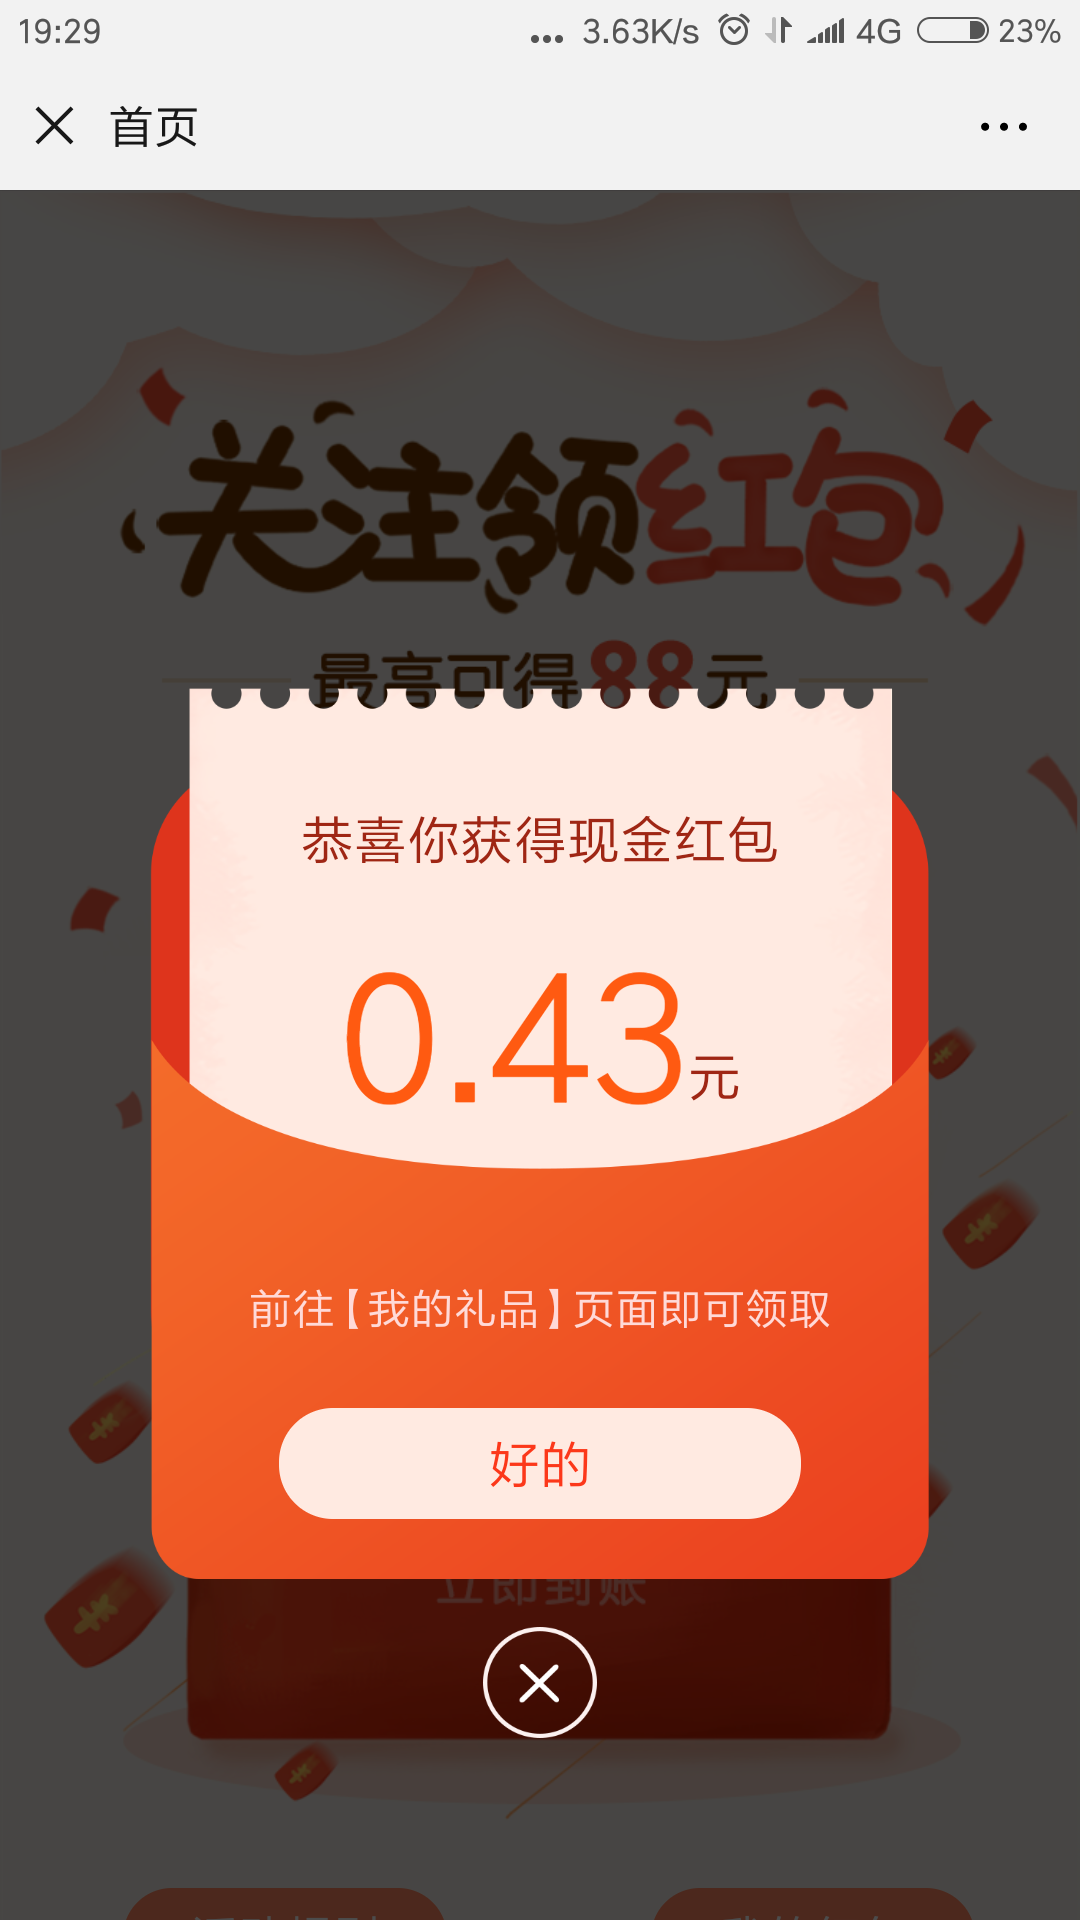 19:29 ... 3.63K/s 4G 23%
首页
关注领红包
最高可得88元
恭喜你获得现金红包
0.43元
前往【我的礼品】页面即可领取
好的
立即到账